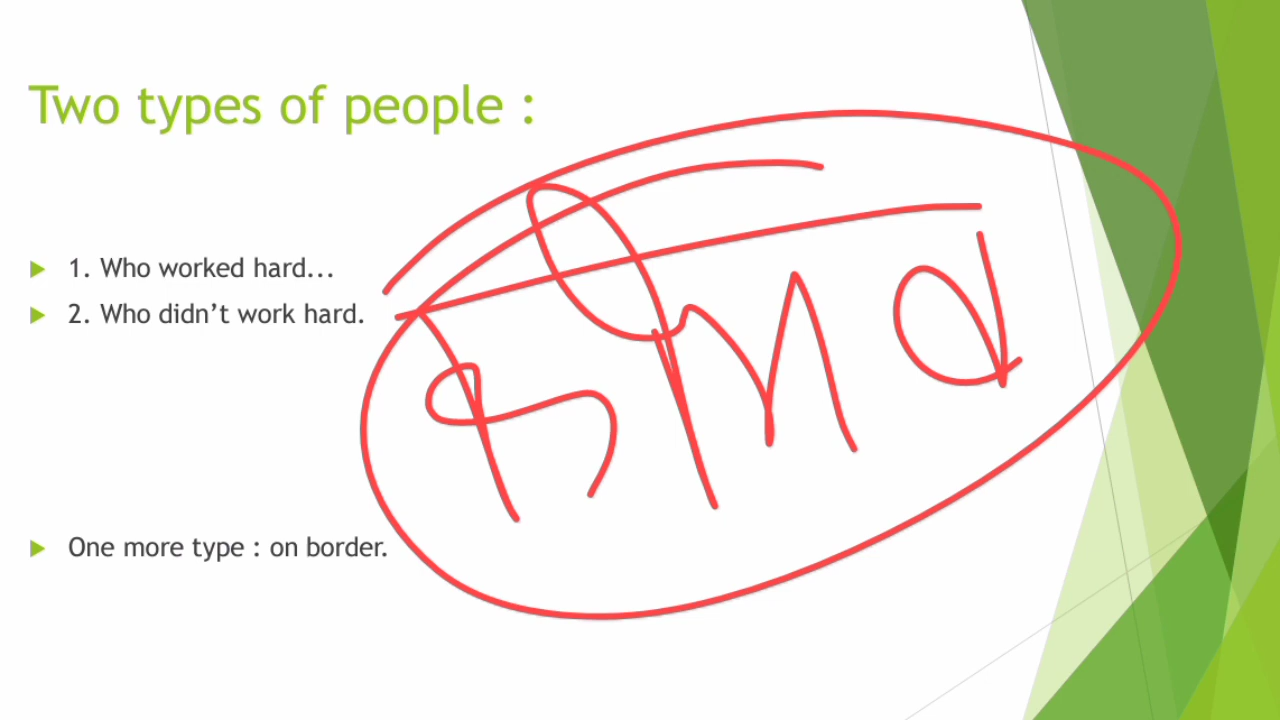 Two types of people :
1. Who worked hard...
2. Who didn’t work hard.
One more type : on border.